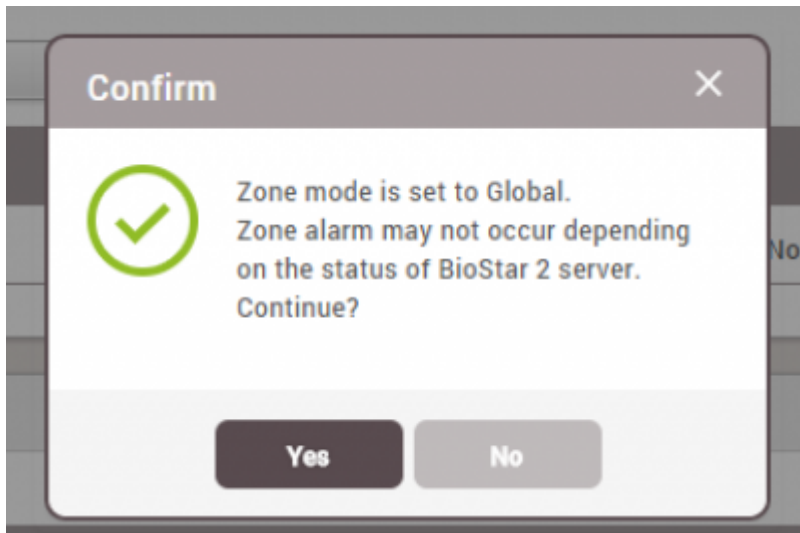 Confirm
Zone mode is set to Global.
Zone alarm may not occur depending
on the status of BioStar 2 server.
Continue?
No
Yes
No